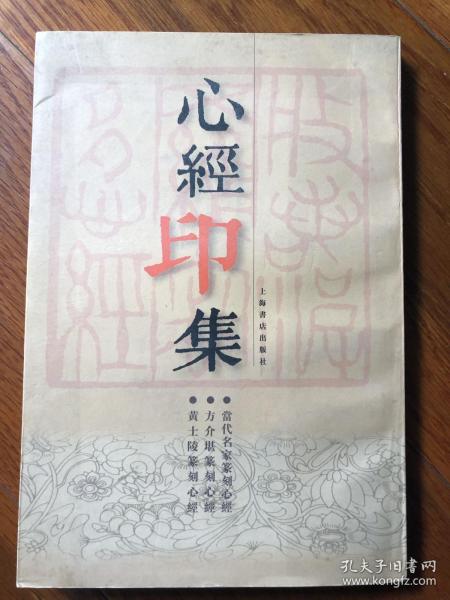 心經印集
上海書店出版社
●當代名家篆刻心經
●方介堪篆刻心經
●黃士陵篆刻心經
孔夫子旧书网
www.kongfz.com